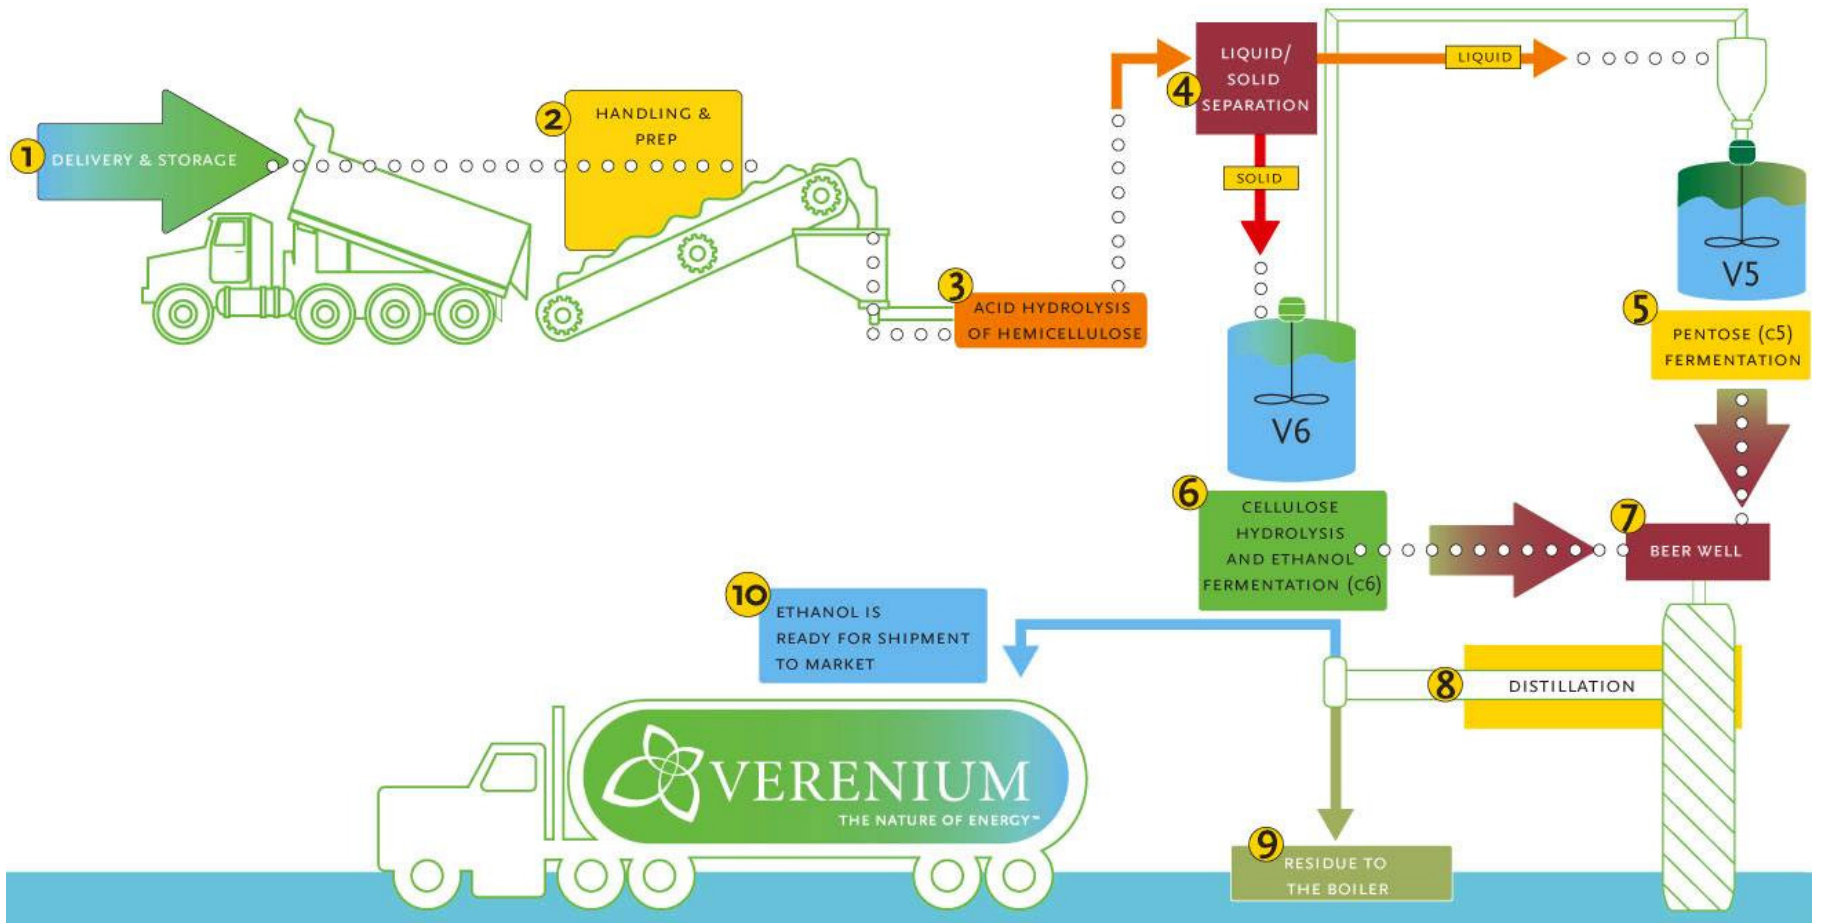 1
DELIVERY & STORAGE
2
HANDLING &
PREP
3
ACID HYDROLYSIS
OF HEMICELLULOSE
4
LIQUID/
SOLID
SEPARATION
LIQUID
SOLID
V5
5
PENTOSE (C5)
FERMENTATION
V6
6
CELLULOSE
HYDROLYSIS
AND ETHANOL
FERMENTATION (C6)
7
BEER WELL
8
DISTILLATION
9
RESIDUE TO
THE BOILER
10
ETHANOL IS
READY FOR SHIPMENT
TO MARKET
VERENIUM
THE NATURE OF ENERGY™